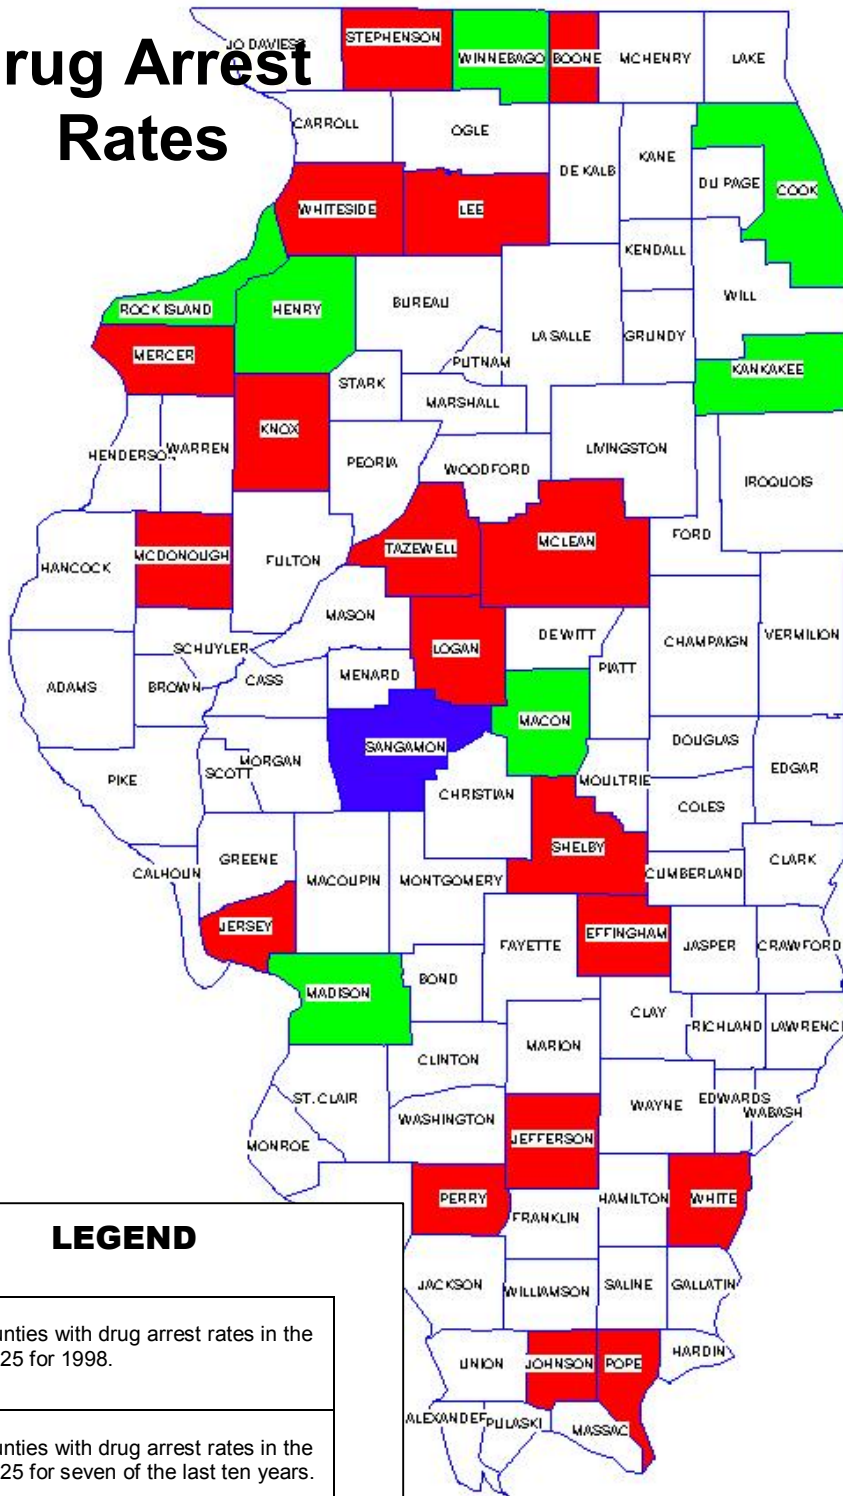 rug Arrest
Rates
JO DAVIESS
STEPHENSON
WINNEBAGO
BOONE
MCHENRY
LAKE
CARROLL
OGLE
DE KALB
KANE
DU PAGE
COOK
WHITESIDE
LEE
KENDALL
ROCK ISLAND
HENRY
BUREAU
WILL
LA SALLE
GRUNDY
MERCER
PUTNAM
KANKAKEE
STARK
MARSHALL
KNOX
HENDERSON
WARREN
PEORIA
WOODFORD
LIVINGSTON
IROQUOIS
HANCOCK
MCDONOUGH
FULTON
TAZEWELL
MCLEAN
FORD
MASON
SCHUYLER
LOGAN
DE WITT
CHAMPAIGN
VERMILION
ADAMS
BROWN
CASS
MENARD
PIATT
MACON
SANGAMON
DOUGLAS
EDGAR
PIKE
SCOTT
MORGAN
CHRISTIAN
MOULTRIE
COLES
SHELBY
CALHOUN
GREENE
MACOUPIN
MONTGOMERY
CUMBERLAND
CLARK
JERSEY
FAYETTE
EFFINGHAM
JASPER
CRAWFORD
MADISON
BOND
CLAY
RICHLAND
LAWRENC
CLINTON
MARION
ST. CLAIR
WAYNE
EDWARDS
WABASH
WASHINGTON
JEFFERSON
MONROE
PERRY
FRANKLIN
HAMILTON
WHITE
LEGEND
JACKSON
WILLIAMSON
SALINE
GALLATIN
unties with drug arrest rates in the
25 for 1998.
UNION
JOHNSON
POPE
HARDIN
ALEXANDE
PULASKI
MASSAC
unties with drug arrest rates in the
25 for seven of the last ten years.